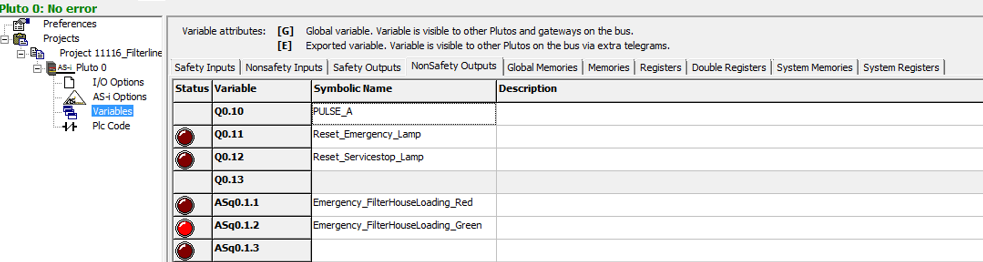 Pluto 0: No error
Preferences
Projects
Project 11116_Filterline
AS-i
Pluto 0
I/O Options
AS-i Options
Variables
Plc Code
Variable attributes: [G] Global variable. Variable is visible to other Plutos and gateways on the bus.
[E] Exported variable. Variable is visible to other Plutos on the bus via extra telegrams.
Safety Inputs Nonsafety Inputs Safety Outputs NonSafety Outputs Global Memories Memories Registers Double Registers System Memories System Registers
Status Variable Symbolic Name Description
Q0.10 PULSE_A
Q0.11 Reset_Emergency_Lamp
Q0.12 Reset_Servicestop_Lamp
Q0.13
ASq0.1.1 Emergency_FilterHouseLoading_Red
ASq0.1.2 Emergency_FilterHouseLoading_Green
ASq0.1.3